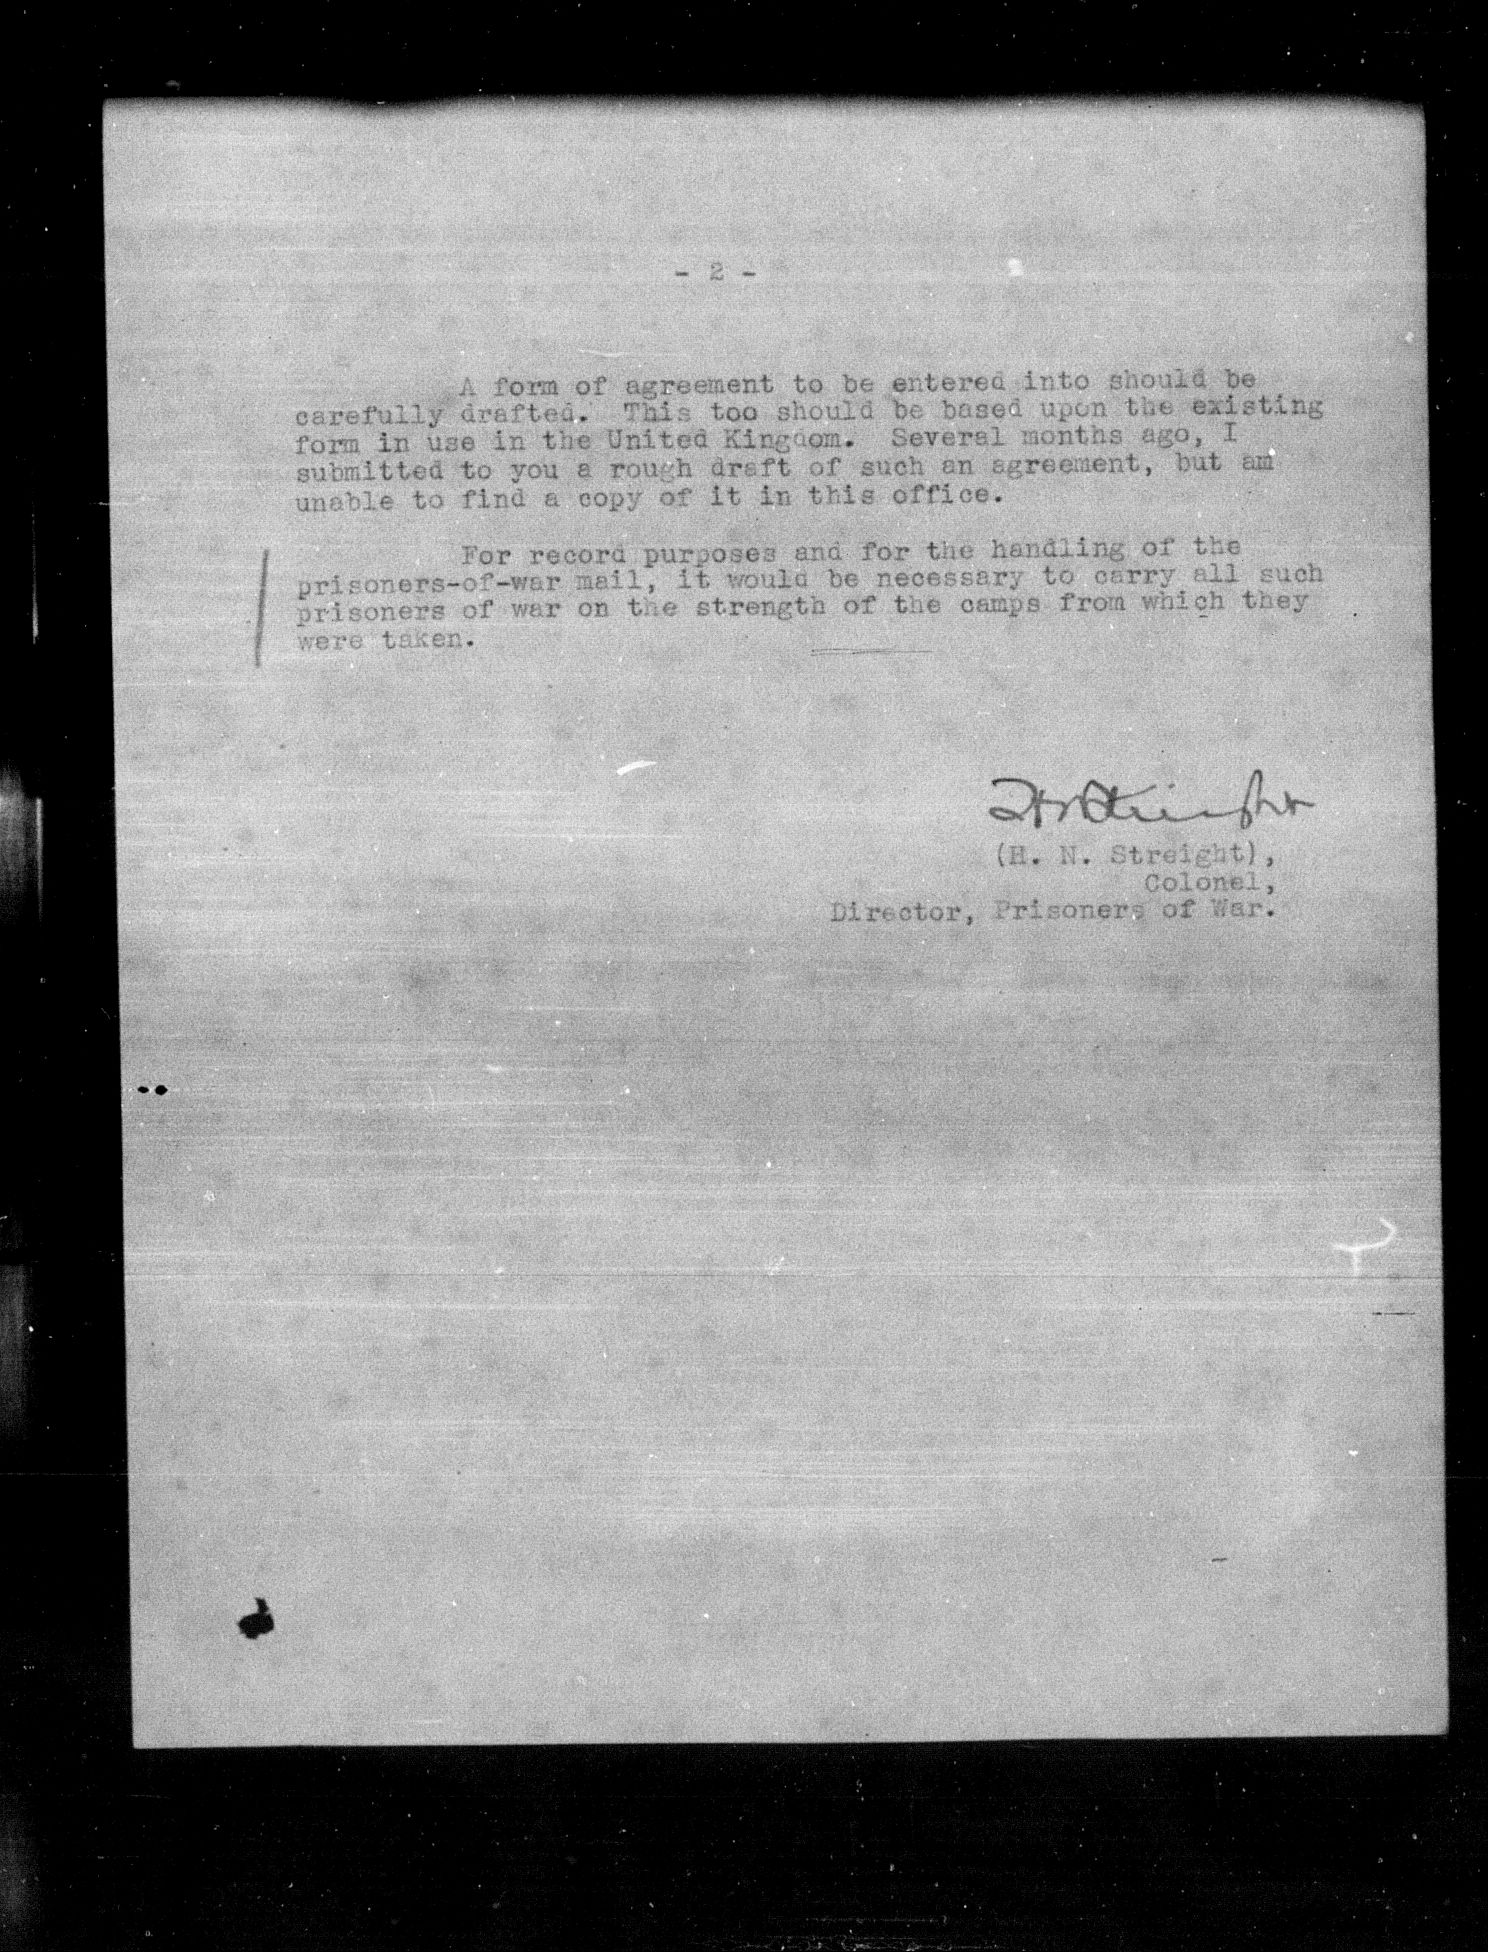 - 2 -
A form of agreement to be entered into should be
carefully drafted. This too should be based upon the existing
form in use in the United Kingdom. Several months ago, I
submitted to you a rough draft of such an agreement, but am
unable to find a copy of it in this office.
For record purposes and for the handling of the
prisoners-of-war mail, it would be necessary to carry all such
prisoners of war on the strength of the camps from which they
were taken.
HNStreight
(H. N. Streight),
Colonel,
Director, Prisoners of War.